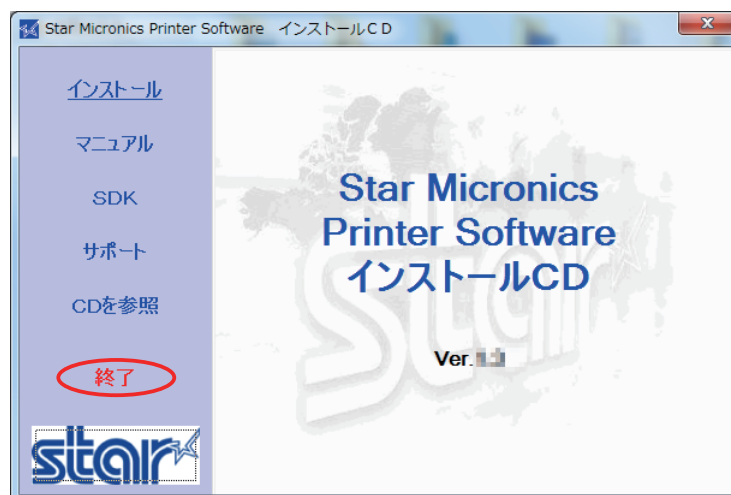 Star Micronics Printer Software インストールCD
インストール
マニュアル
SDK
サポート
CDを参照
終了
star
Star Micronics
Printer Software
インストールCD
Ver.